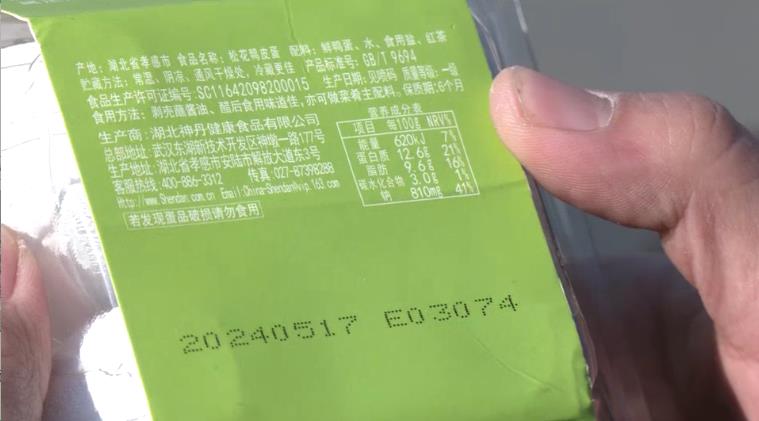 产地：湖北省孝感市 食品名称：松花鸭皮蛋 配料：鲜鸭蛋、水、食用盐、红茶
贮藏方法：常温、阴凉、通风干燥处，冷藏更佳 产品标准号：GB/T 9694
食品生产许可证编号 SC11642098200015 生产日期：见喷码 质量等级：一级
食用方法：剥壳蘸酱油、醋后食用味道佳，亦可做菜肴主配料。保质期：6个月
生产商：湖北神丹健康食品有限公司
总部地址：武汉东湖新技术开发区神墩一路177号
生产地址：湖北省孝感市安陆市解放大道东3号
客服热线：400-886-3312 传真：027-87398288
营养成分表
项目 每100g NRV%
能量 620kJ 7%
蛋白质 12.6g 21%
脂肪 9.6g 16%
碳水化合物 3.0g 1%
钠 810mg 41%
若发现蛋品破损请勿食用
20240517 E03074